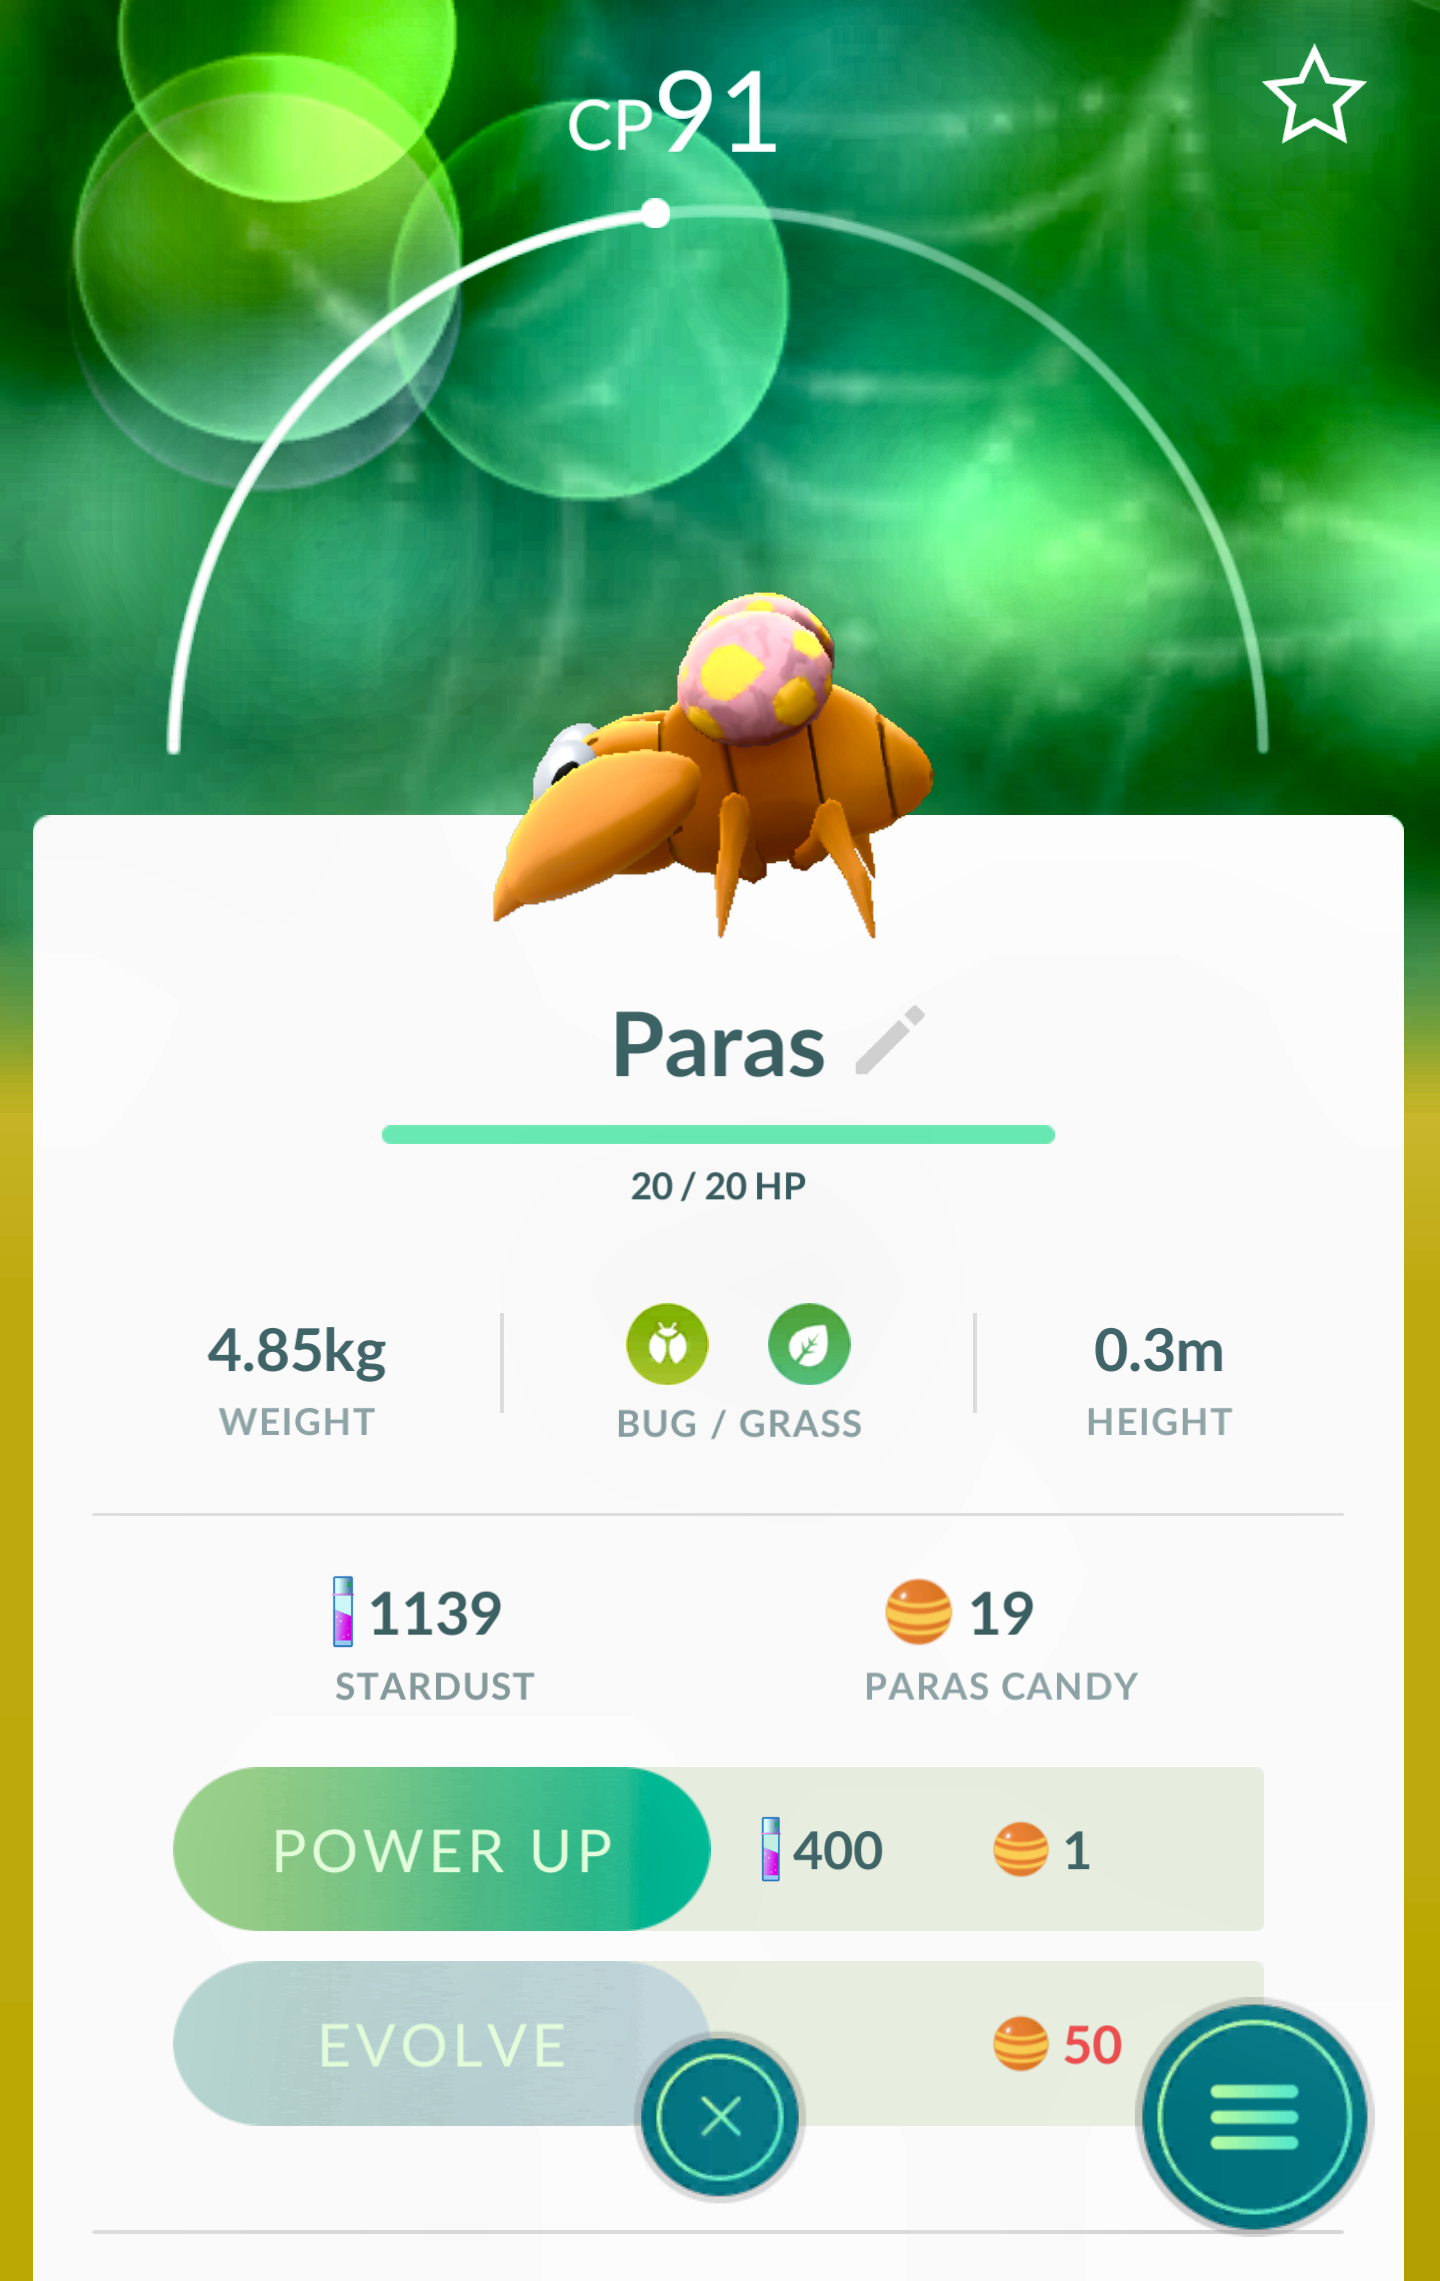 CP91
Paras
20 / 20 HP
4.85kg
WEIGHT
BUG / GRASS
0.3m
HEIGHT
1139
STARDUST
19
PARAS CANDY
POWER UP 400 1
EVOLVE 50